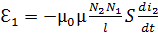 ℰ₁ = −μ₀μ (N₂N₁/l) S (di₂/dt)